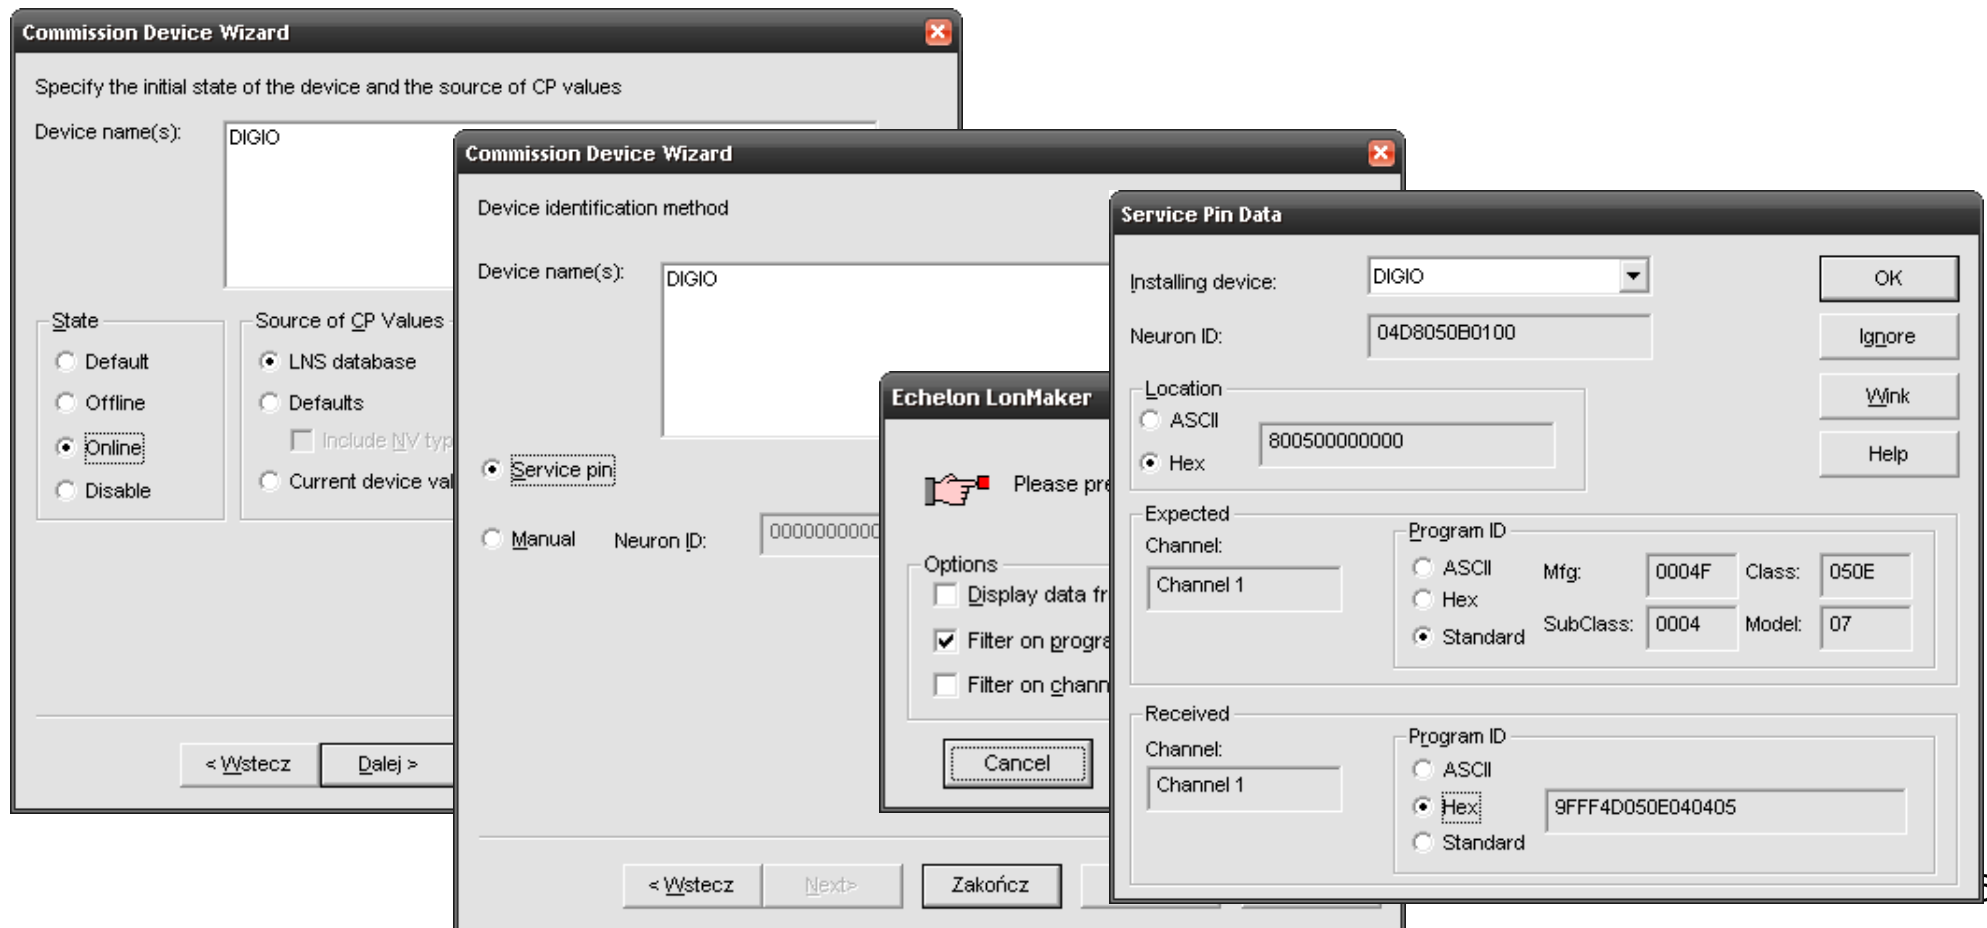 Commission Device Wizard
Specify the initial state of the device and the source of CP values
Device name(s):
DIGIO
State
Default
Offline
Online
Disable
Source of CP Values
LNS database
Defaults
Include NV typ
Current device val
< Wstecz
Dalej >
Commission Device Wizard
Device identification method
Device name(s):
DIGIO
Service pin
Manual
Neuron ID:
0000000000
< Wstecz
Next>
Zakończ
Echelon LonMaker
Please pre
Options
Display data fr
Filter on progra
Filter on chann
Cancel
Service Pin Data
Installing device:
DIGIO
OK
Neuron ID:
04D8050B0100
Ignore
Location
ASCII
Hex
800500000000
Wink
Help
Expected
Channel:
Channel 1
Program ID
ASCII
Hex
Standard
Mfg:
0004F
Class:
050E
SubClass:
0004
Model:
07
Received
Channel:
Channel 1
Program ID
ASCII
Hex
Standard
9FFF4D050E040405